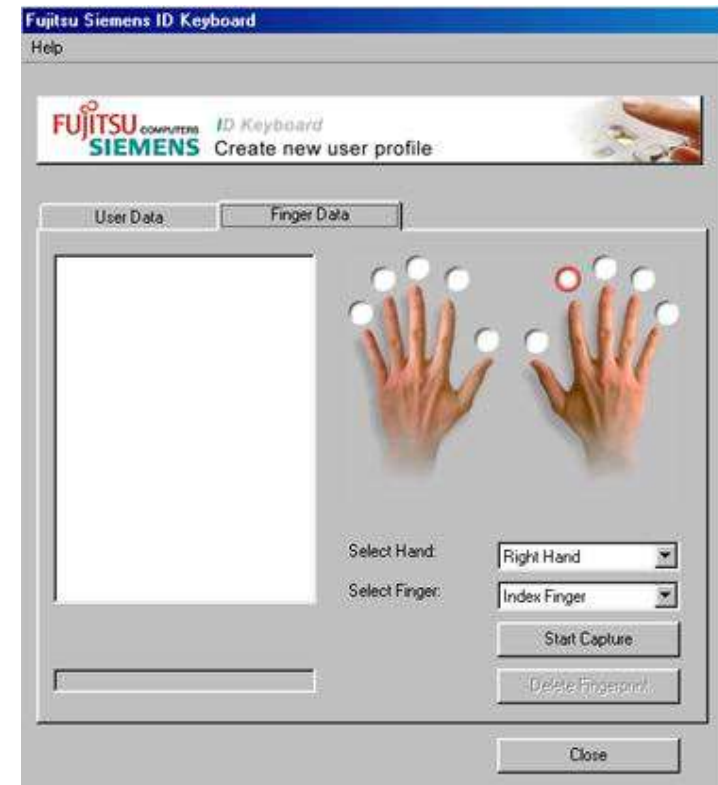 Fujitsu Siemens ID Keyboard
Help
FUJITSU COMPUTERS
SIEMENS
ID Keyboard
Create new user profile
User Data
Finger Data
Select Hand:
Right Hand
Select Finger:
Index Finger
Start Capture
Delete Fingerprint
Close